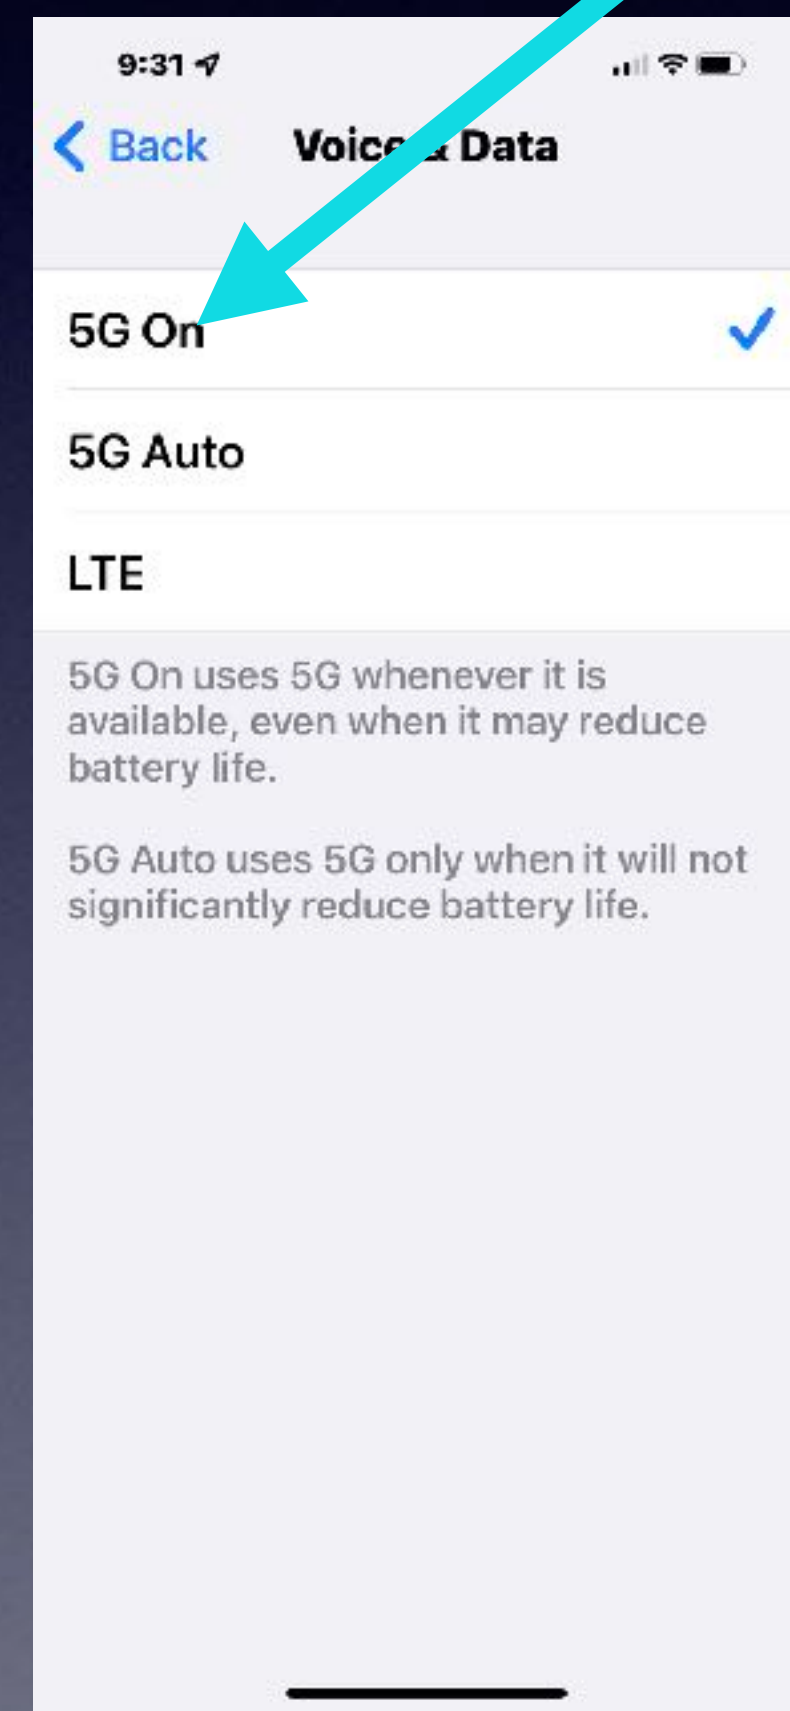 9:31
Back
Voice & Data
5G On
5G Auto
LTE
5G On uses 5G whenever it is
available, even when it may reduce
battery life.
5G Auto uses 5G only when it will not
significantly reduce battery life.